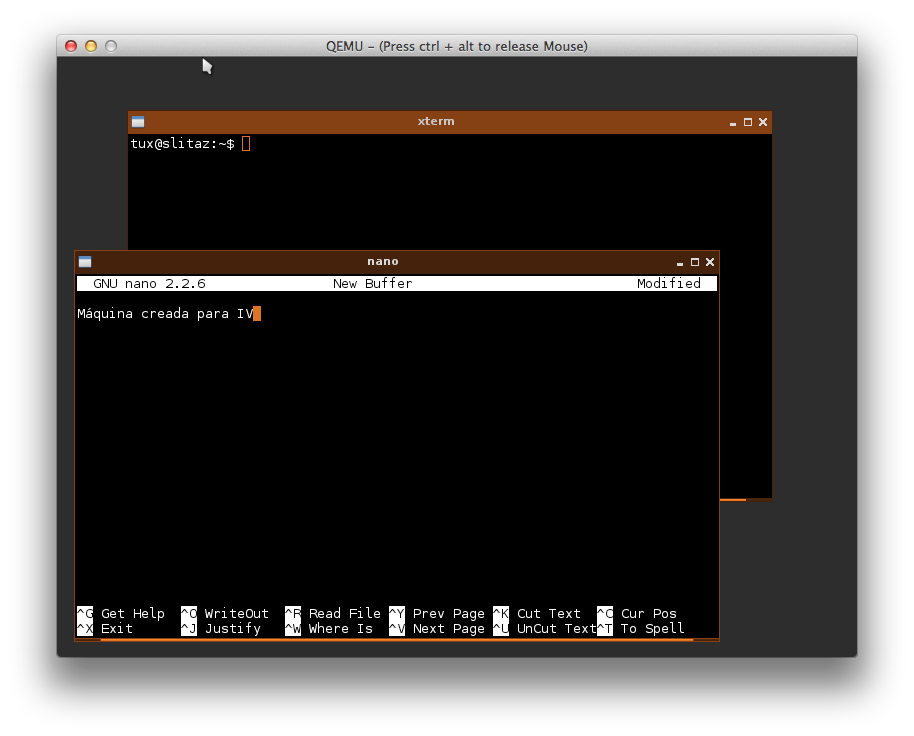 QEMU - (Press ctrl + alt to release Mouse)
xterm
tux@slitaz:~$
nano
GNU nano 2.2.6 New Buffer Modified
Máquina creada para IV
^G Get Help ^O WriteOut ^R Read File ^Y Prev Page ^K Cut Text ^C Cur Pos
^X Exit ^J Justify ^W Where Is ^V Next Page ^U UnCut Text ^T To Spell